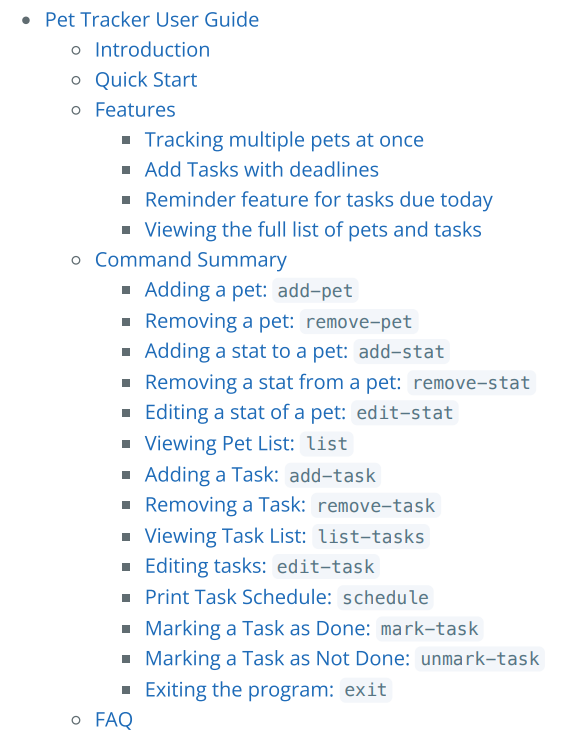 Pet Tracker User Guide
Introduction
Quick Start
Features
Tracking multiple pets at once
Add Tasks with deadlines
Reminder feature for tasks due today
Viewing the full list of pets and tasks
Command Summary
Adding a pet: add-pet
Removing a pet: remove-pet
Adding a stat to a pet: add-stat
Removing a stat from a pet: remove-stat
Editing a stat of a pet: edit-stat
Viewing Pet List: list
Adding a Task: add-task
Removing a Task: remove-task
Viewing Task List: list-tasks
Editing tasks: edit-task
Print Task Schedule: schedule
Marking a Task as Done: mark-task
Marking a Task as Not Done: unmark-task
Exiting the program: exit
FAQ